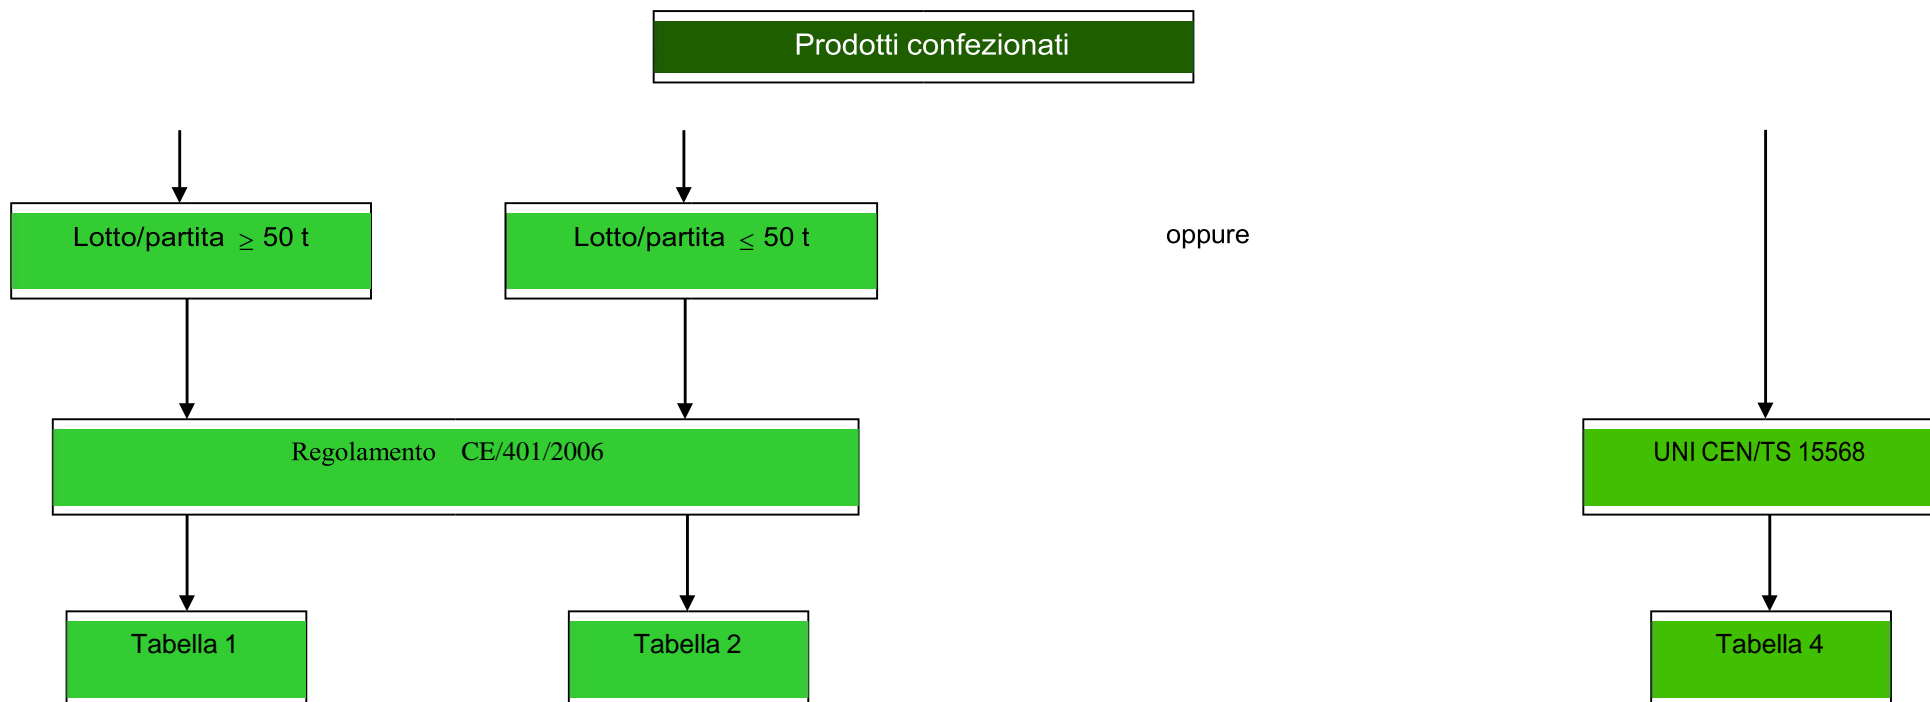 Prodotti confezionati
Lotto/partita ≥ 50 t
Lotto/partita ≤ 50 t
oppure
Regolamento CE/401/2006
UNI CEN/TS 15568
Tabella 1
Tabella 2
Tabella 4